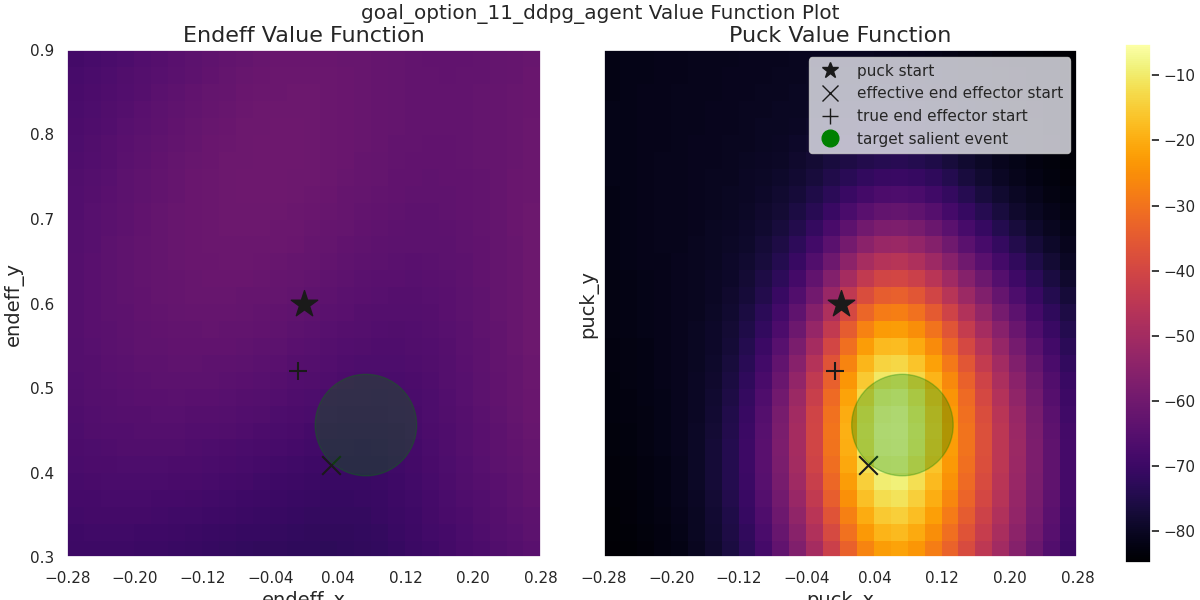 goal_option_11_ddpg_agent Value Function Plot
Endeff Value Function
Puck Value Function
puck start
effective end effector start
true end effector start
target salient event
endeff_y
0.9
0.8
0.7
0.6
0.5
0.4
0.3
−0.28 −0.20 −0.12 −0.04 0.04 0.12 0.20 0.28
endeff_x
puck_y
−0.28 −0.20 −0.12 −0.04 0.04 0.12 0.20 0.28
puck_x
−10
−20
−30
−40
−50
−60
−70
−80